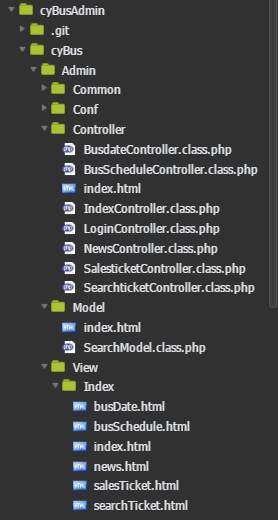 cyBusAdmin
.git
cyBus
Admin
Common
Conf
Controller
BusdateController.class.php
BusScheduleController.class.php
index.html
IndexController.class.php
LoginController.class.php
NewsController.class.php
SalesticketController.class.php
SearchticketController.class.php
Model
index.html
SearchModel.class.php
View
Index
busDate.html
busSchedule.html
index.html
news.html
salesTicket.html
searchTicket.html